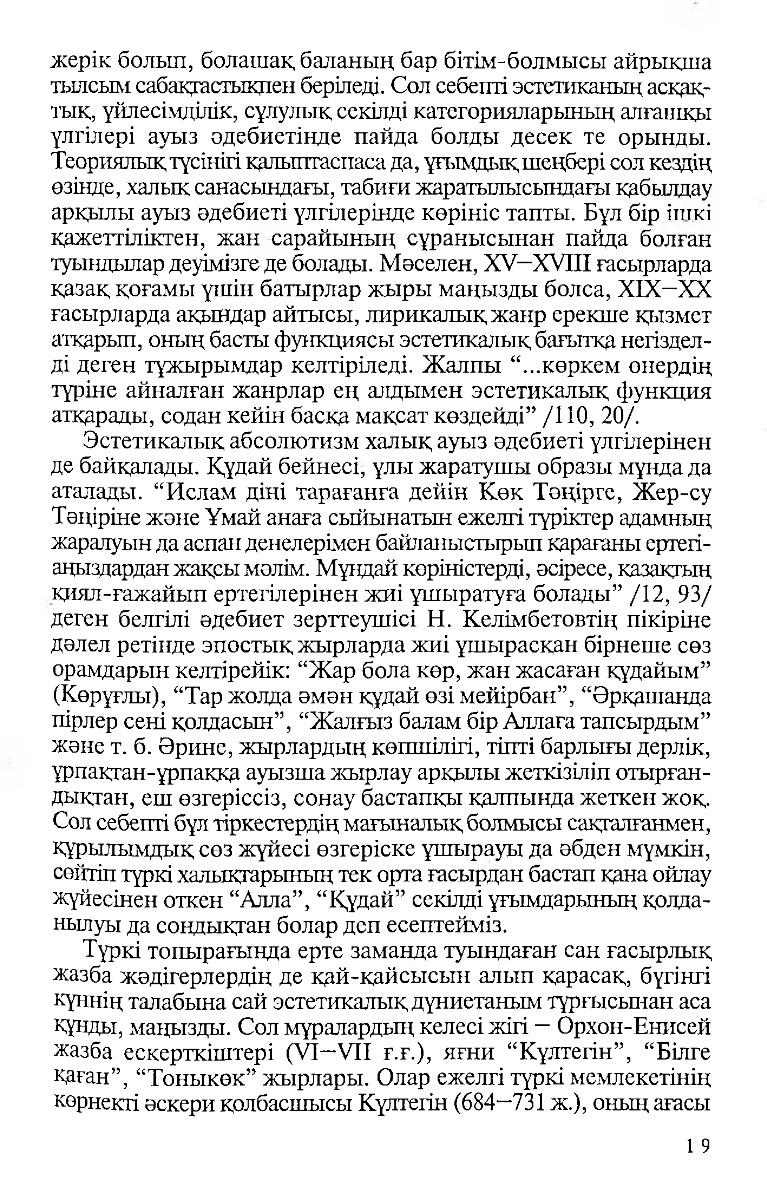 жерік болып, болашақ баланың бар бітім-болмысы айрықша
тылсым сабақтастықпен беріледі. Сол себепті эстетиканың асқақ-
тық, үйлесімділік, сұлулық секілді категорияларының алғашқы
үлгілері ауыз әдебиетінде пайда болды десек те орынды.
Теориялық түсінігі қалыптаспаса да, ұғымдық шеңбері сол кездің
өзінде, халық санасындағы, табиғи жаратылысындағы қабылдау
арқылы ауыз әдебиеті үлгілерінде көрініс тапты. Бұл бір ішкі
қажеттіліктен, жан сарайының сұранысынан пайда болған
туындылар деуімізге де болады. Мәселен, XV—XVIII ғасырларда
қазақ қоғамы үшін батырлар жыры маңызды болса, XIX—XX
ғасырларда ақындар айтысы, лирикалық жанр ерекше қызмет
атқарып, оның басты функциясы эстетикалық бағытқа негіздел-
ді деген тұжырымдар келтіріледі. Жалпы “...көркем өнердің
түріне айналған жанрлар ең алдымен эстетикалық функция
атқарады, содан кейін басқа мақсат көздейді” /110, 20/.
Эстетикалық абсолютизм халық ауыз әдебиеті үлгілерінен
де байқалады. Құдай бейнесі, ұлы жаратушы образы мұнда да
аталады. “Ислам діні тарағанға дейін Көк Тәңірге, Жер-су
Тәңіріне және Ұмай анаға сыйынатын ежелгі түріктер адамның
жаралуын да аспан денелерімен байланыстырып қарағаны ертегі-
аңыздардан жақсы мәлім. Мұндай көріністерді, әсіресе, қазақтың
қиял-ғажайып ертегілерінен жиі ұшыратуға болады” /12, 93/
деген белгілі әдебиет зерттеушісі Н. Келімбетовтің пікіріне
дәлел ретінде эпостық жырларда жиі ұшырасқан бірнеше сөз
орамдарын келтірейік: “Жар бола көр, жан жасаған құдайым”
(Көрұғлы), “Тар жолда әмән құдай өзі мейірбан”, “Әрқашанда
пірлер сені қолдасын”, “Жалғыз балам бір Аллаға тапсырдым”
және т. б. Әрине, жырлардың көпшілігі, тіпті барлығы дерлік,
ұрпақтан-ұрпаққа ауызша жырлау арқылы жеткізіліп отырған-
дықтан, еш өзгеріссіз, сонау бастапқы қалпында жеткен жоқ.
Сол себепті бұл тіркестердің мағыналық болмысы сақталғанмен,
құрылымдық сөз жүйесі өзгеріске ұшырауы да әбден мүмкін,
сөйтіп түркі халықтарының тек орта ғасырдан бастап қана ойлау
жүйесінен өткен “Алла”, “Құдай” секілді ұғымдарының қолда-
нылуы да сондықтан болар деп есептейміз.
Түркі топырағында ерте заманда туындаған сан ғасырлық
жазба жәдігерлердің де қай-қайсысын алып қарасақ, бүгінгі
күннің талабына сай эстетикалық дүниетаным тұрғысынан аса
құнды, маңызды. Сол мұралардың келесі жігі — Орхон-Енисей
жазба ескерткіштері (VI—VII ғ.ғ.), яғни “Күлтегін”, “Білге
қаған”, “Тоныкөк” жырлары. Олар ежелгі түркі мемлекетінің
көрнекті әскери қолбасшысы Күлтегін (684—731 ж.), оның ағасы
19